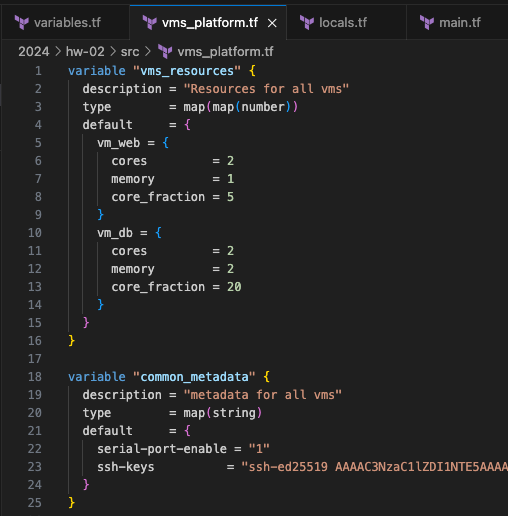 variables.tf vms_platform.tf × locals.tf main.tf
2024 > hw-02 > src > vms_platform.tf
1 variable "vms_resources" {
2 description = "Resources for all vms"
3 type = map(map(number))
4 default = {
5 vm_web = {
6 cores = 2
7 memory = 1
8 core_fraction = 5
9 }
10 vm_db = {
11 cores = 2
12 memory = 2
13 core_fraction = 20
14 }
15 }
16 }
17
18 variable "common_metadata" {
19 description = "metadata for all vms"
20 type = map(string)
21 default = {
22 serial-port-enable = "1"
23 ssh-keys = "ssh-ed25519 AAAAC3NzaC1lZDI1NTE5AAAA
24 }
25 }